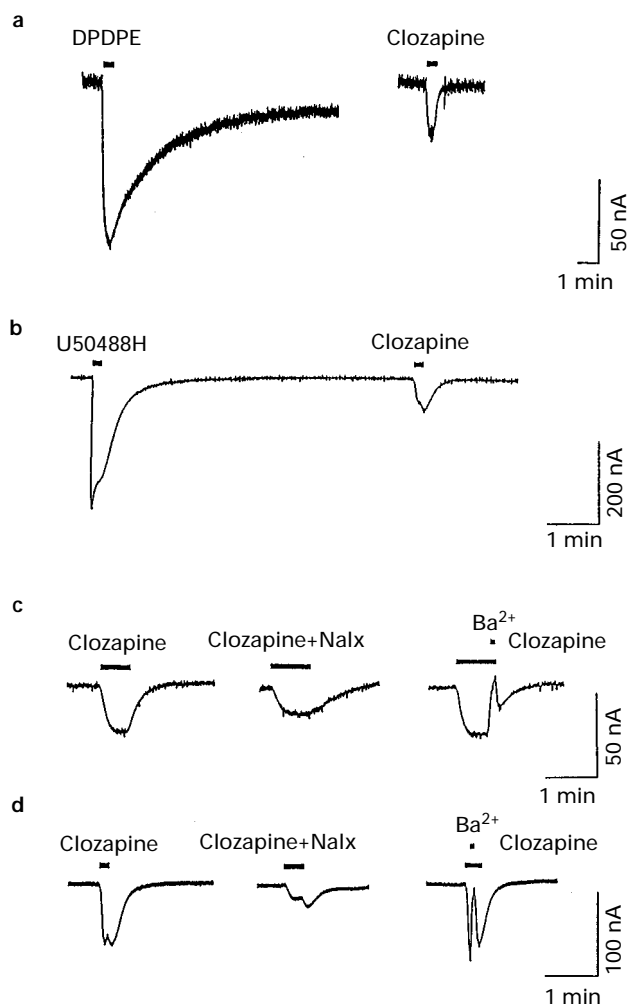 a
DPDPE Clozapine
50 nA
1 min
b
U50488H Clozapine
200 nA
1 min
c
Ba2+
Clozapine Clozapine+Nalx Clozapine
50 nA
1 min
d
Ba2+
Clozapine Clozapine+Nalx Clozapine
100 nA
1 min